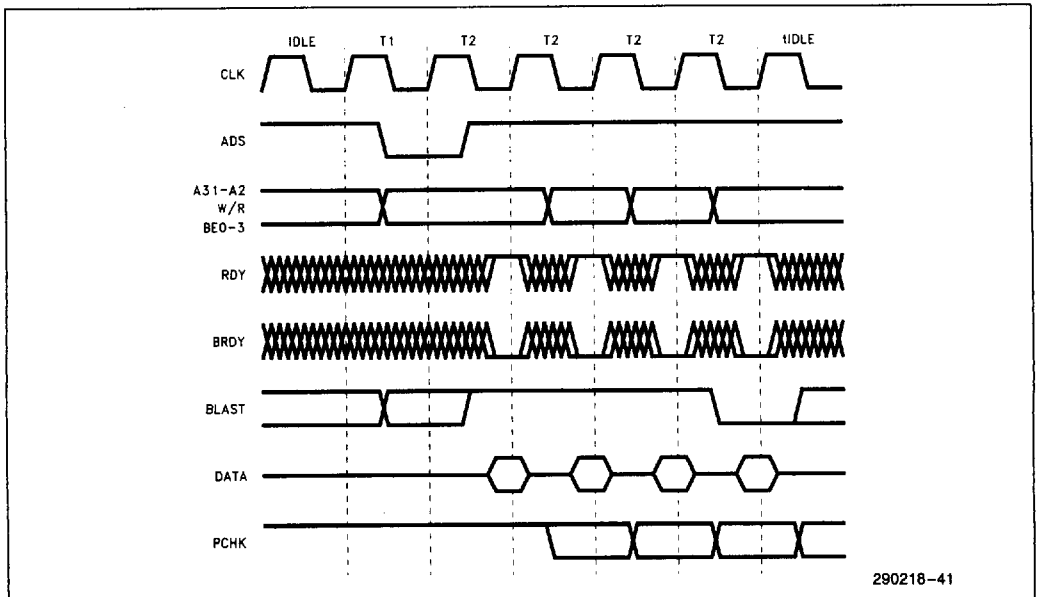 IDLE T1 T2 T2 T2 T2 tIDLE
CLK
ADS
A31-A2
W/R
BE0-3
RDY
BRDY
BLAST
DATA
PCHK
290218-41